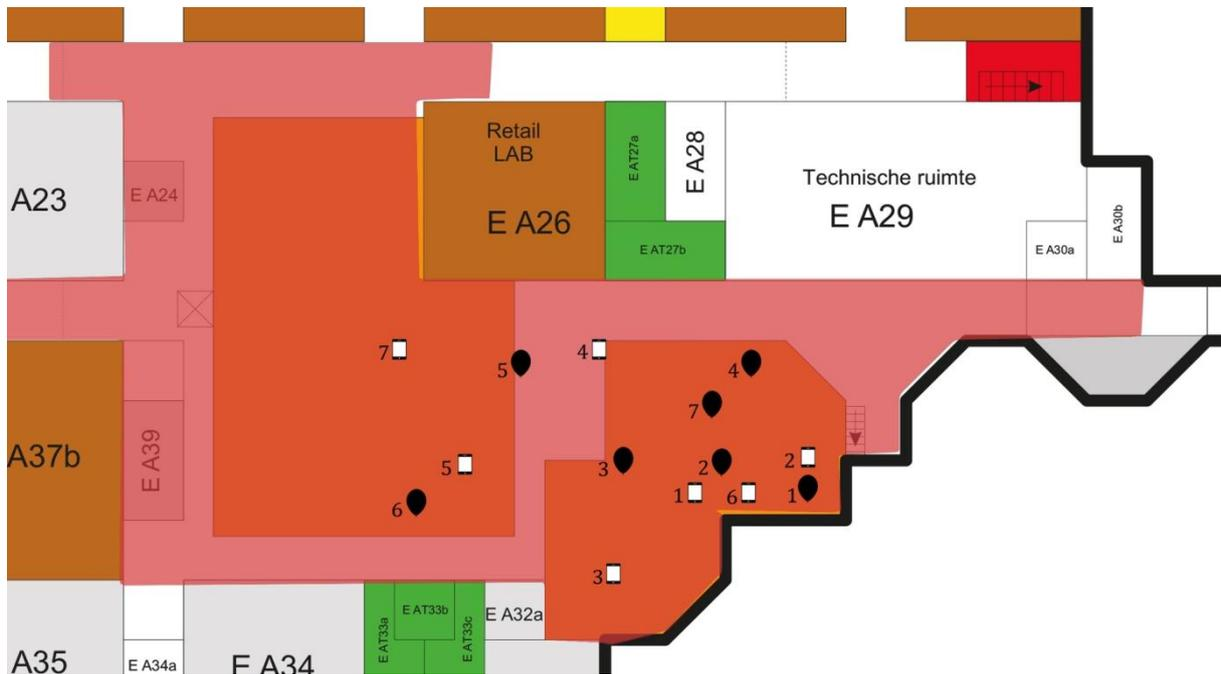 Retail
LAB
E AT27a
E A28
Technische ruimte
E A24
A23
E A26
E A29
E A30b
E AT27b
E A30a
7
4
5
4
7
A37b
E A39
5
3
2
2
6
1
6
1
3
E AT33a
E AT33b
E AT33c
E A32a
A35
E A34a
E A34